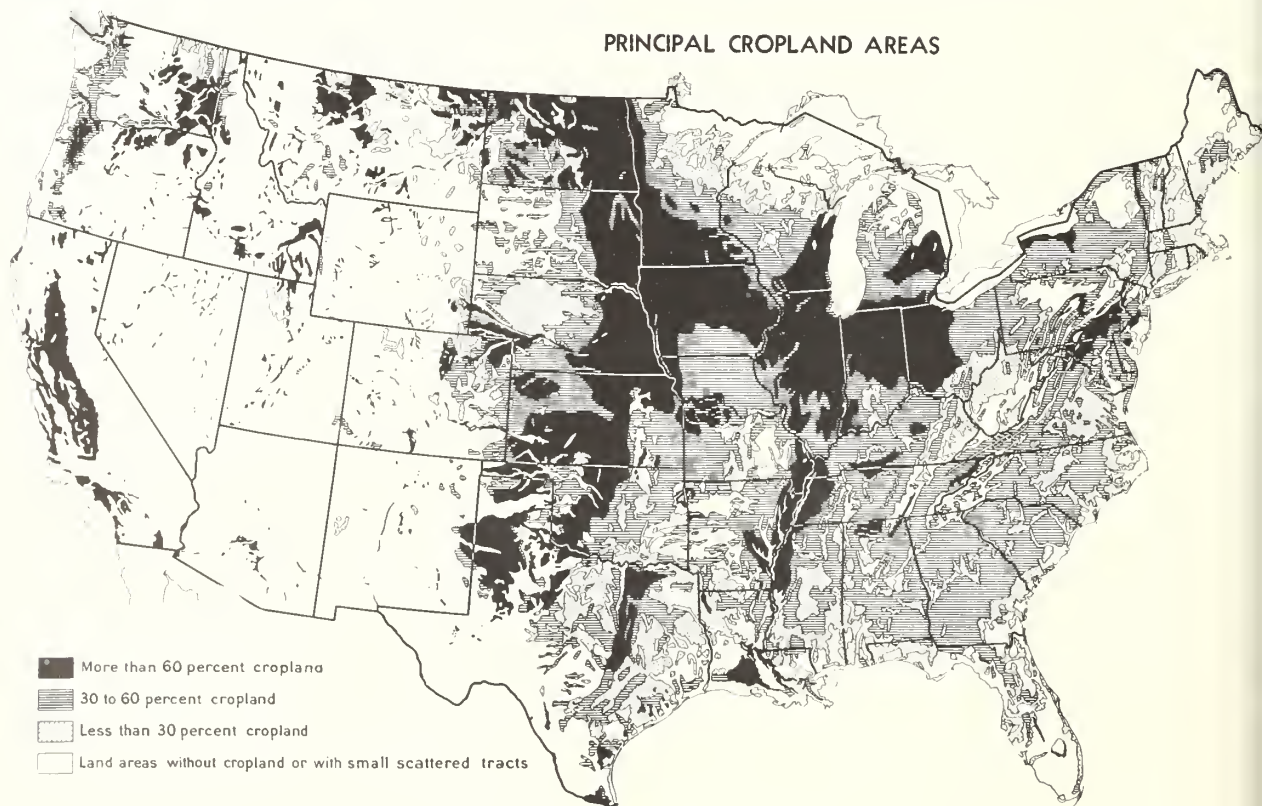 PRINCIPAL CROPLAND AREAS
More than 60 percent cropland
30 to 60 percent cropland
Less than 30 percent cropland
Land areas without cropland or with small scattered tracts